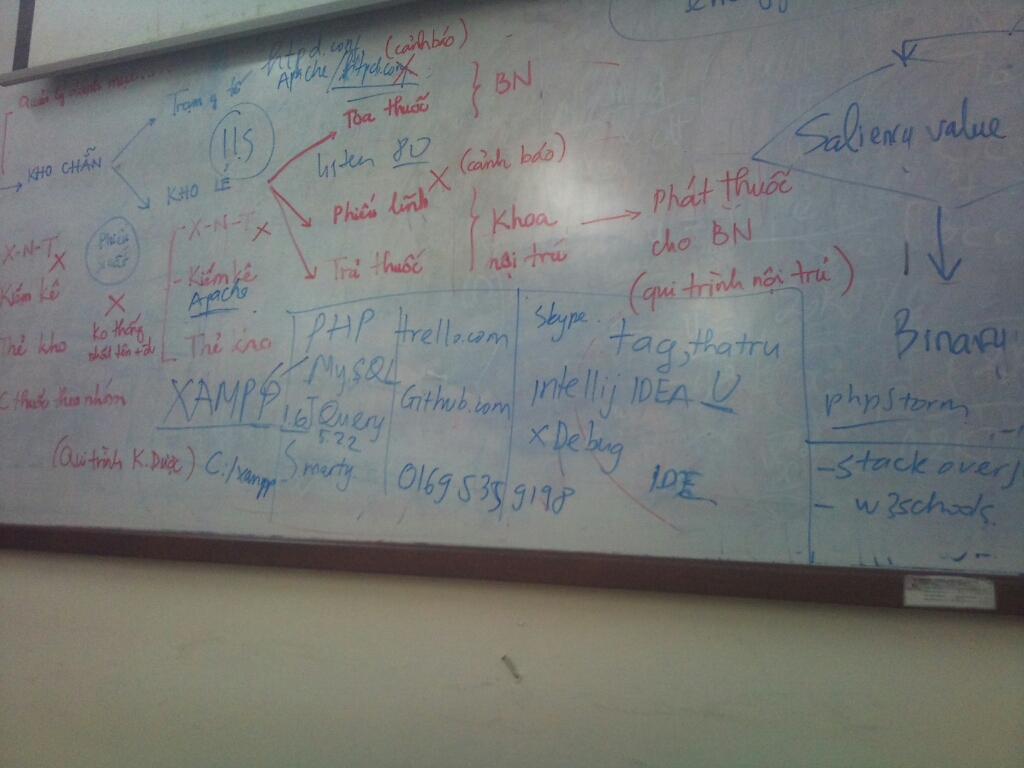 httpd.conf (cảnh báo)
Quản lý danh mục
Trạm y tế
Apache/httpd.conf
BN
Toa thuốc
IIS
KHO CHẴN
KHO LẺ
listen 80
(cảnh báo)
Saliency value
Phiếu lĩnh
Khoa
nội trú
phát thuốc
cho BN
(qui trình nội trú)
X-N-T
Phiếu
xuất
- X-N-T
Trả thuốc
Kiểm kê
- Kiểm kê
Apache
Ko thống
nhất tên
Thẻ kho
Thẻ kho
PHP
trello.com
Skype
tag, thatru
Binary
MySQL
XAMPP
Github.com
Intellij IDEA U
phpstorm
thuốc theo nhóm
1.6 JQuery
5.2.2
xDebug
(Qui trình K.Dược)
C:/xampp
Smarty
0169 535 9198
IDE
- stack overf
- w3schools.